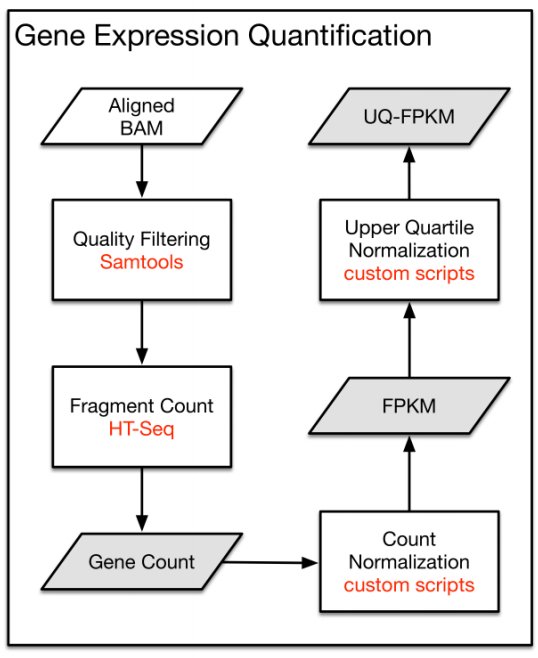 Gene Expression Quantification
Aligned
BAM
Quality Filtering
Samtools
Fragment Count
HT-Seq
Gene Count
Count
Normalization
custom scripts
FPKM
Upper Quartile
Normalization
custom scripts
UQ-FPKM